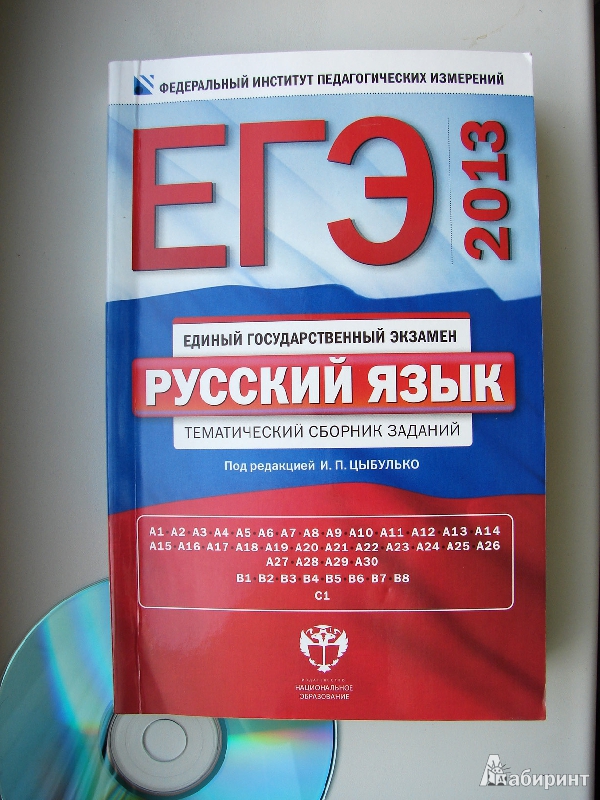 ФЕДЕРАЛЬНЫЙ ИНСТИТУТ ПЕДАГОГИЧЕСКИХ ИЗМЕРЕНИЙ
ЕГЭ
2013
ЕДИНЫЙ ГОСУДАРСТВЕННЫЙ ЭКЗАМЕН
РУССКИЙ ЯЗЫК
ТЕМАТИЧЕСКИЙ СБОРНИК ЗАДАНИЙ
Под редакцией И. П. ЦЫБУЛЬКО
А1·А2·А3·А4·А5·А6·А7·А8·А9·А10·А11·А12·А13·А14
А15·А16·А17·А18·А19·А20·А21·А22·А23·А24·А25·А26
А27·А28·А29·А30
В1·В2·В3·В4·В5·В6·В7·В8
С1
ИЗДАТЕЛЬСТВО
НАЦИОНАЛЬНОЕ
ОБРАЗОВАНИЕ
Лабиринт